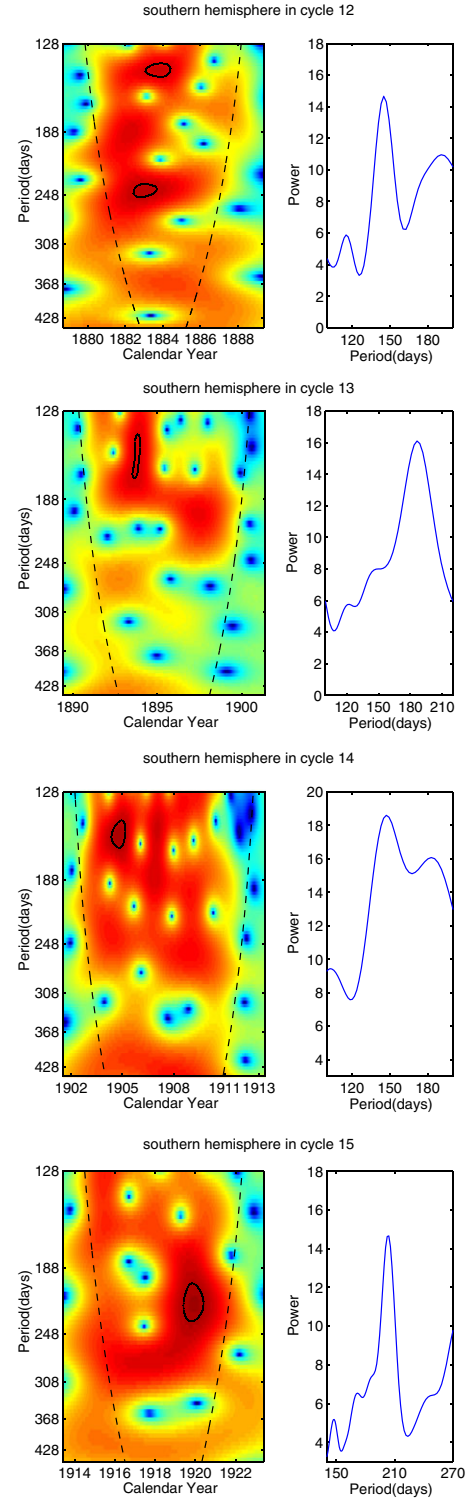 southern hemisphere in cycle 12
128
188
248
308
368
428
Period(days)
1880 1882 1884 1886 1888
Calendar Year
18
16
14
12
10
8
6
4
2
0
Power
120 150 180
Period(days)
southern hemisphere in cycle 13
128
188
248
308
368
428
Period(days)
1890 1895 1900
Calendar Year
18
16
14
12
10
8
6
4
2
0
Power
120 150 180 210
Period(days)
southern hemisphere in cycle 14
128
188
248
308
368
428
Period(days)
1902 1905 1908 1911 1913
Calendar Year
20
18
16
14
12
10
8
6
4
Power
120 150 180
Period(days)
southern hemisphere in cycle 15
128
188
248
308
368
428
Period(days)
1914 1916 1918 1920 1922
Calendar Year
18
16
14
12
10
8
6
4
Power
150 210 270
Period(days)